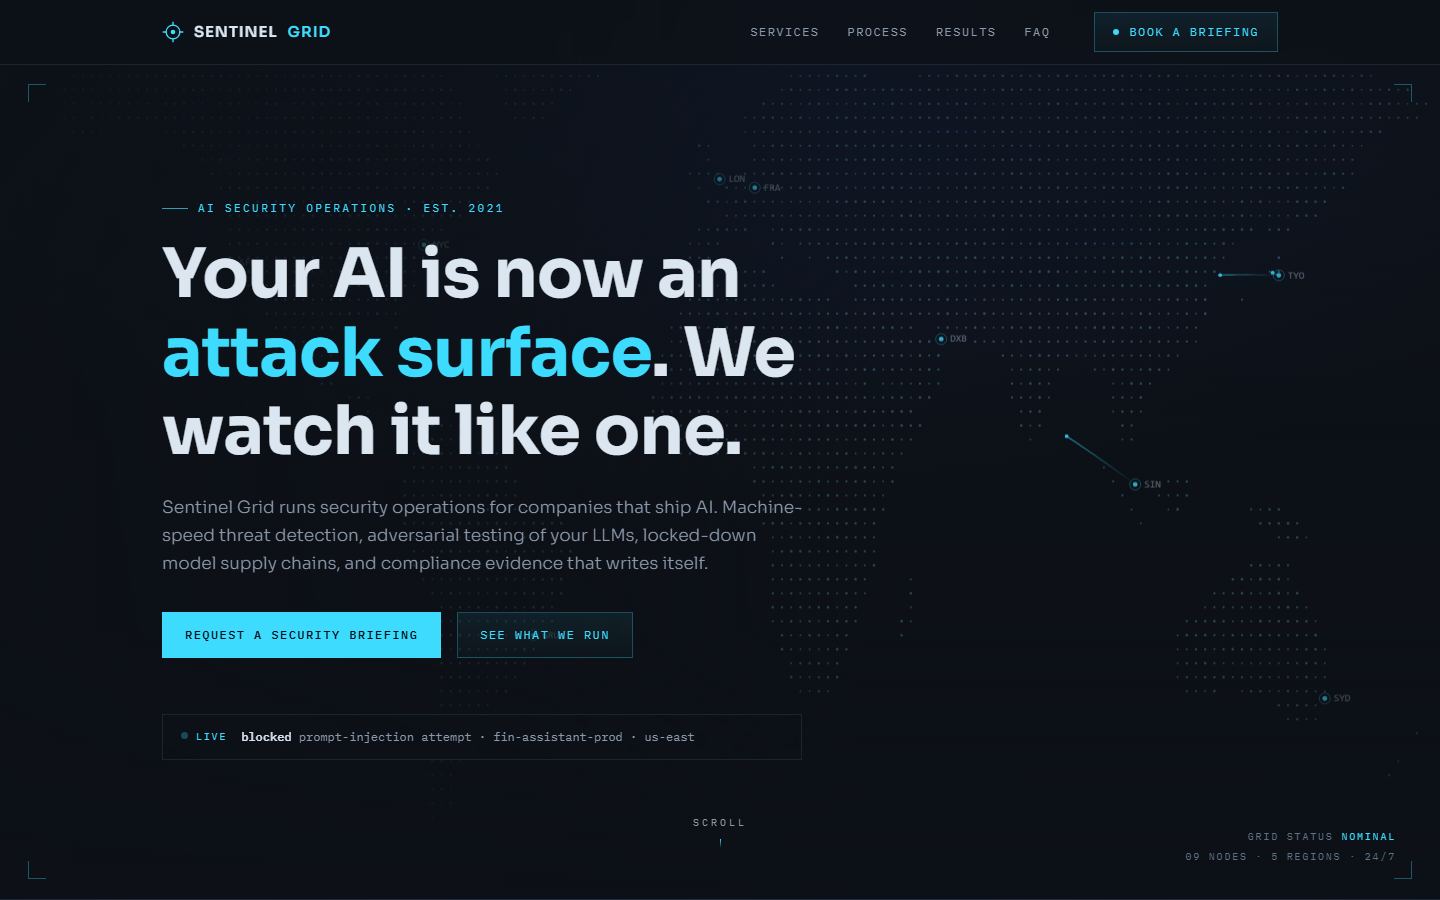 SENTINEL GRID
SERVICES
PROCESS
RESULTS
FAQ
BOOK A BRIEFING
LON
FRA
AI SECURITY OPERATIONS · EST. 2021
Your AI is now an
attack surface. We
watch it like one.
TYO
DXB
SIN
Sentinel Grid runs security operations for companies that ship AI. Machine-
speed threat detection, adversarial testing of your LLMs, locked-down
model supply chains, and compliance evidence that writes itself.
REQUEST A SECURITY BRIEFING
SEE WHAT WE RUN
SYD
LIVE blocked prompt-injection attempt · fin-assistant-prod · us-east
SCROLL
GRID STATUS NOMINAL
09 NODES · 5 REGIONS · 24/7